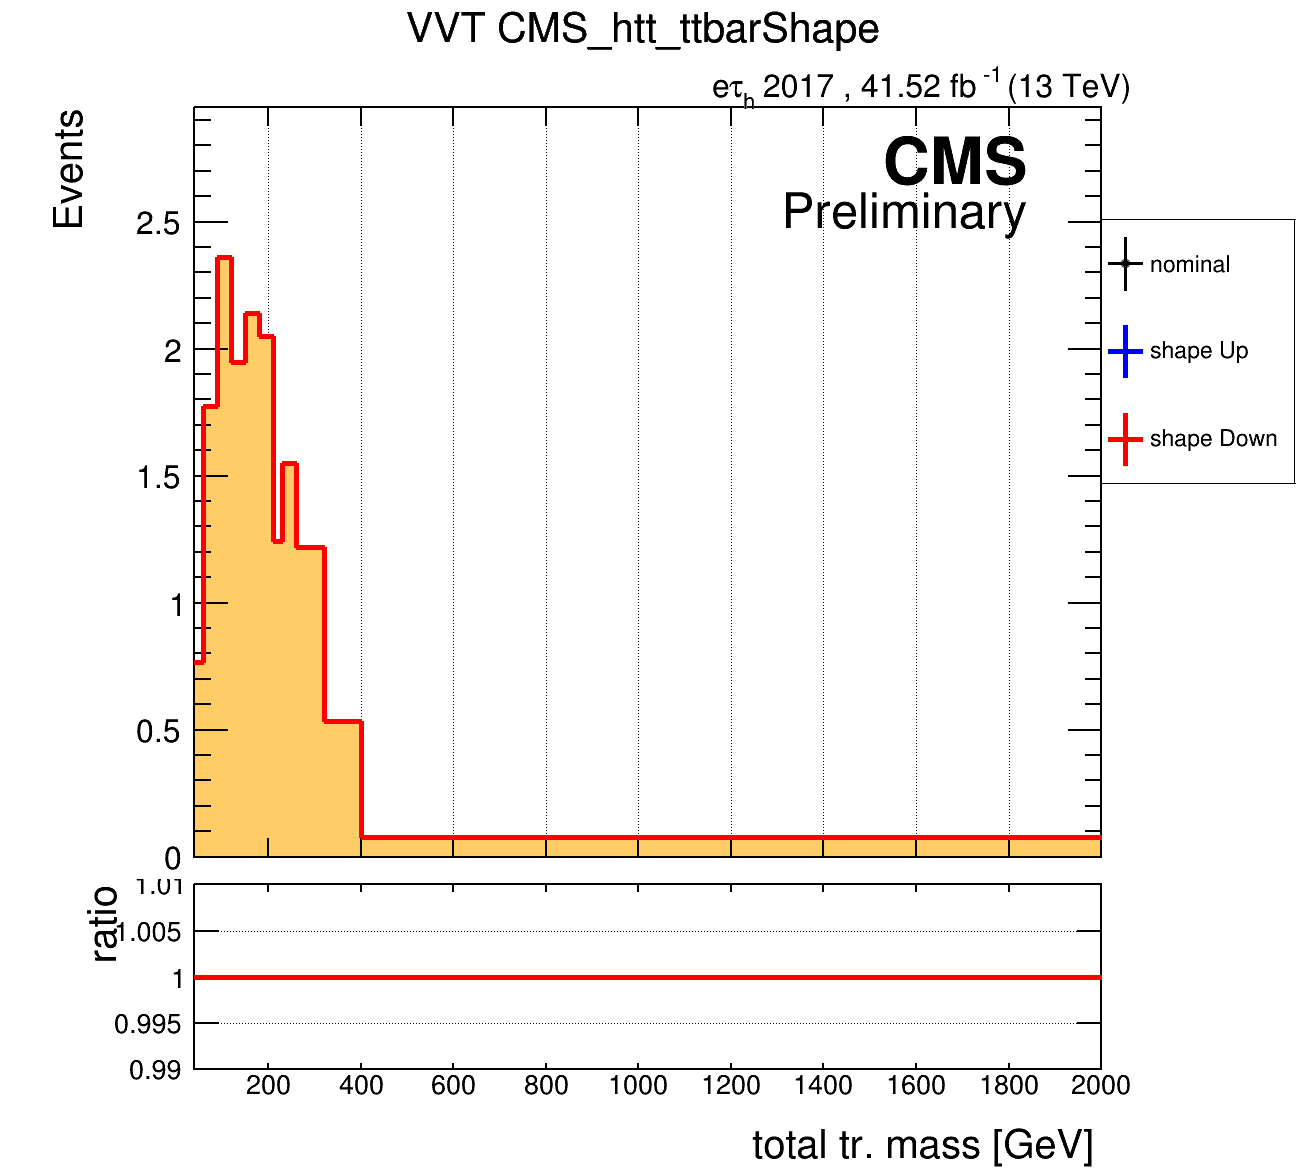 VVT CMS_htt_ttbarShape
eτh 2017 , 41.52 fb -1 (13 TeV)
Events
CMS
Preliminary
2.5
2
1.5
1
0.5
0
nominal
shape Up
shape Down
ratio
1.01
1.005
1
0.995
0.99
200 400 600 800 1000 1200 1400 1600 1800 2000
total tr. mass [GeV]